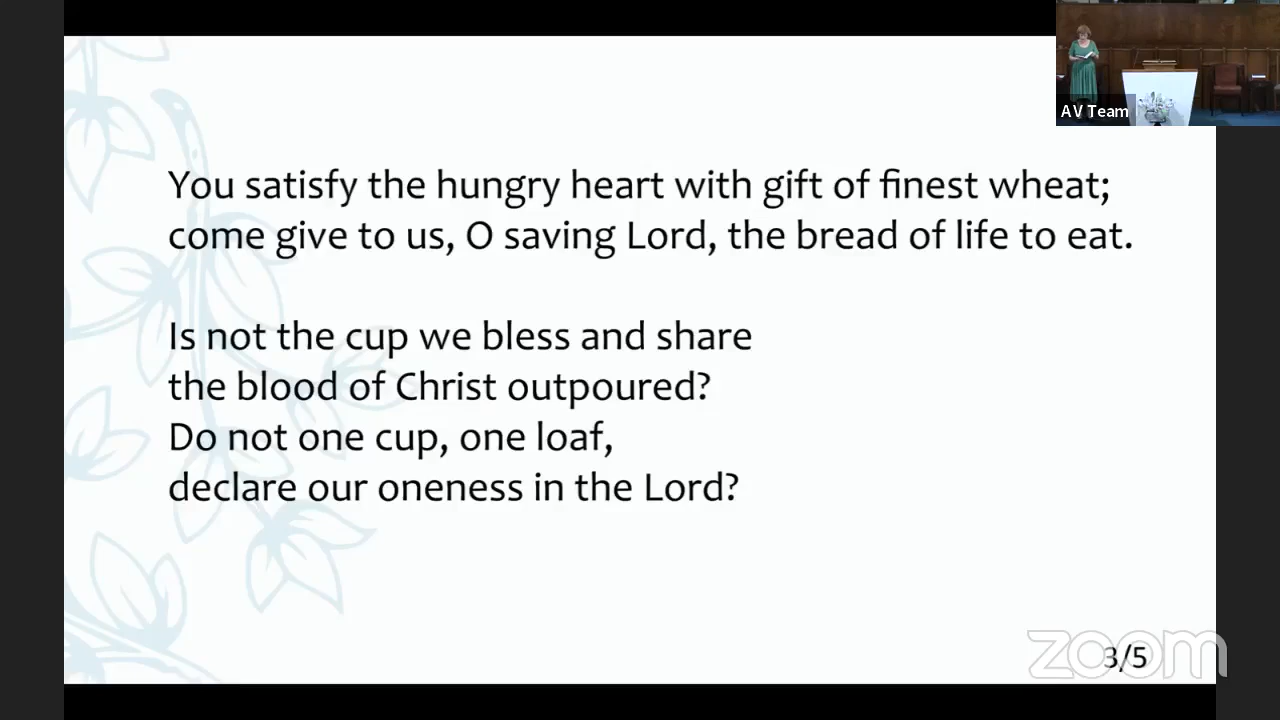 AV Team
You satisfy the hungry heart with gift of finest wheat;
come give to us, O saving Lord, the bread of life to eat.
Is not the cup we bless and share
the blood of Christ outpoured?
Do not one cup, one loaf,
declare our oneness in the Lord?
zoom
3/5